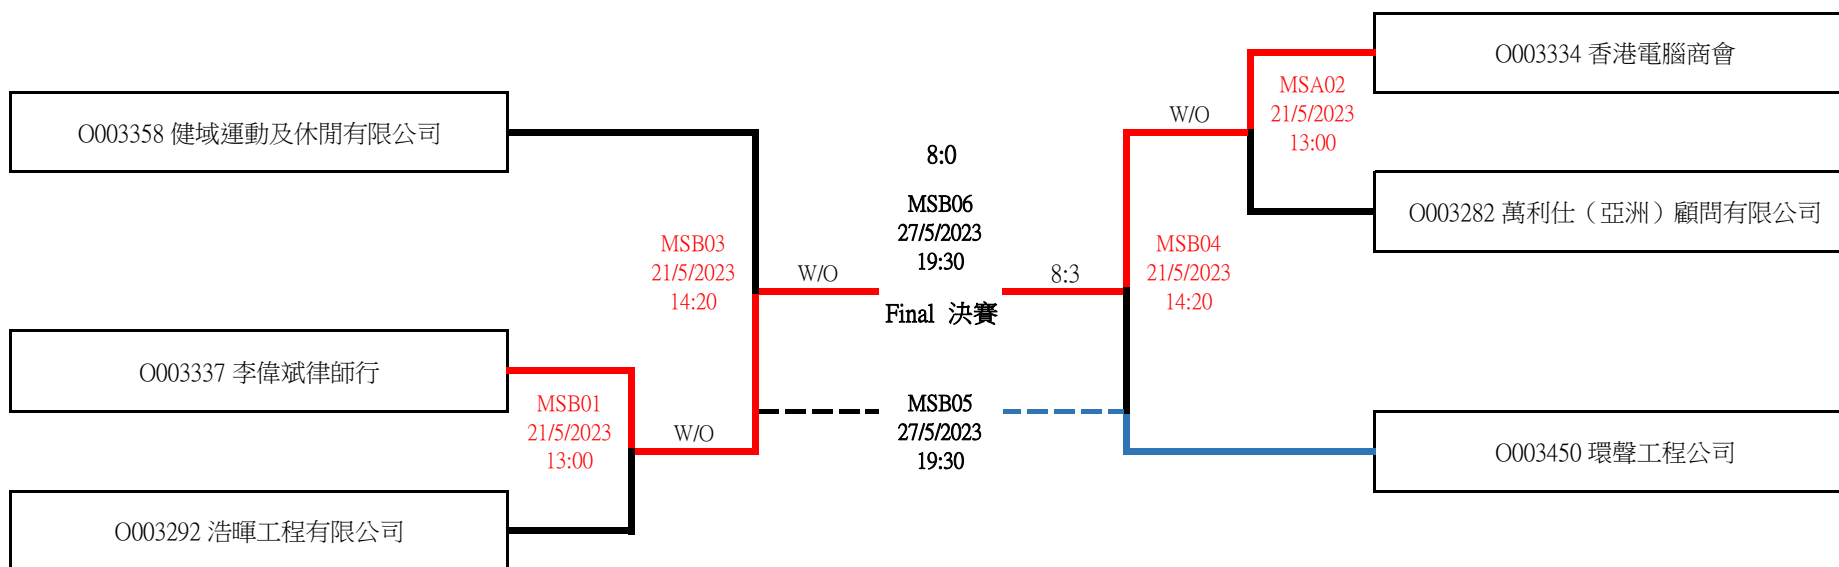 O003334 香港電腦商會
MSA02
21/5/2023
13:00
W/O
O003358 健域運動及休閒有限公司
8:0
O003282 萬利仕（亞洲）顧問有限公司
MSB06
27/5/2023
19:30
MSB03
21/5/2023
14:20
W/O
8:3
MSB04
21/5/2023
14:20
Final 決賽
O003337 李偉斌律師行
MSB01
21/5/2023
13:00
W/O
MSB05
27/5/2023
19:30
O003450 環聲工程公司
O003292 浩暉工程有限公司